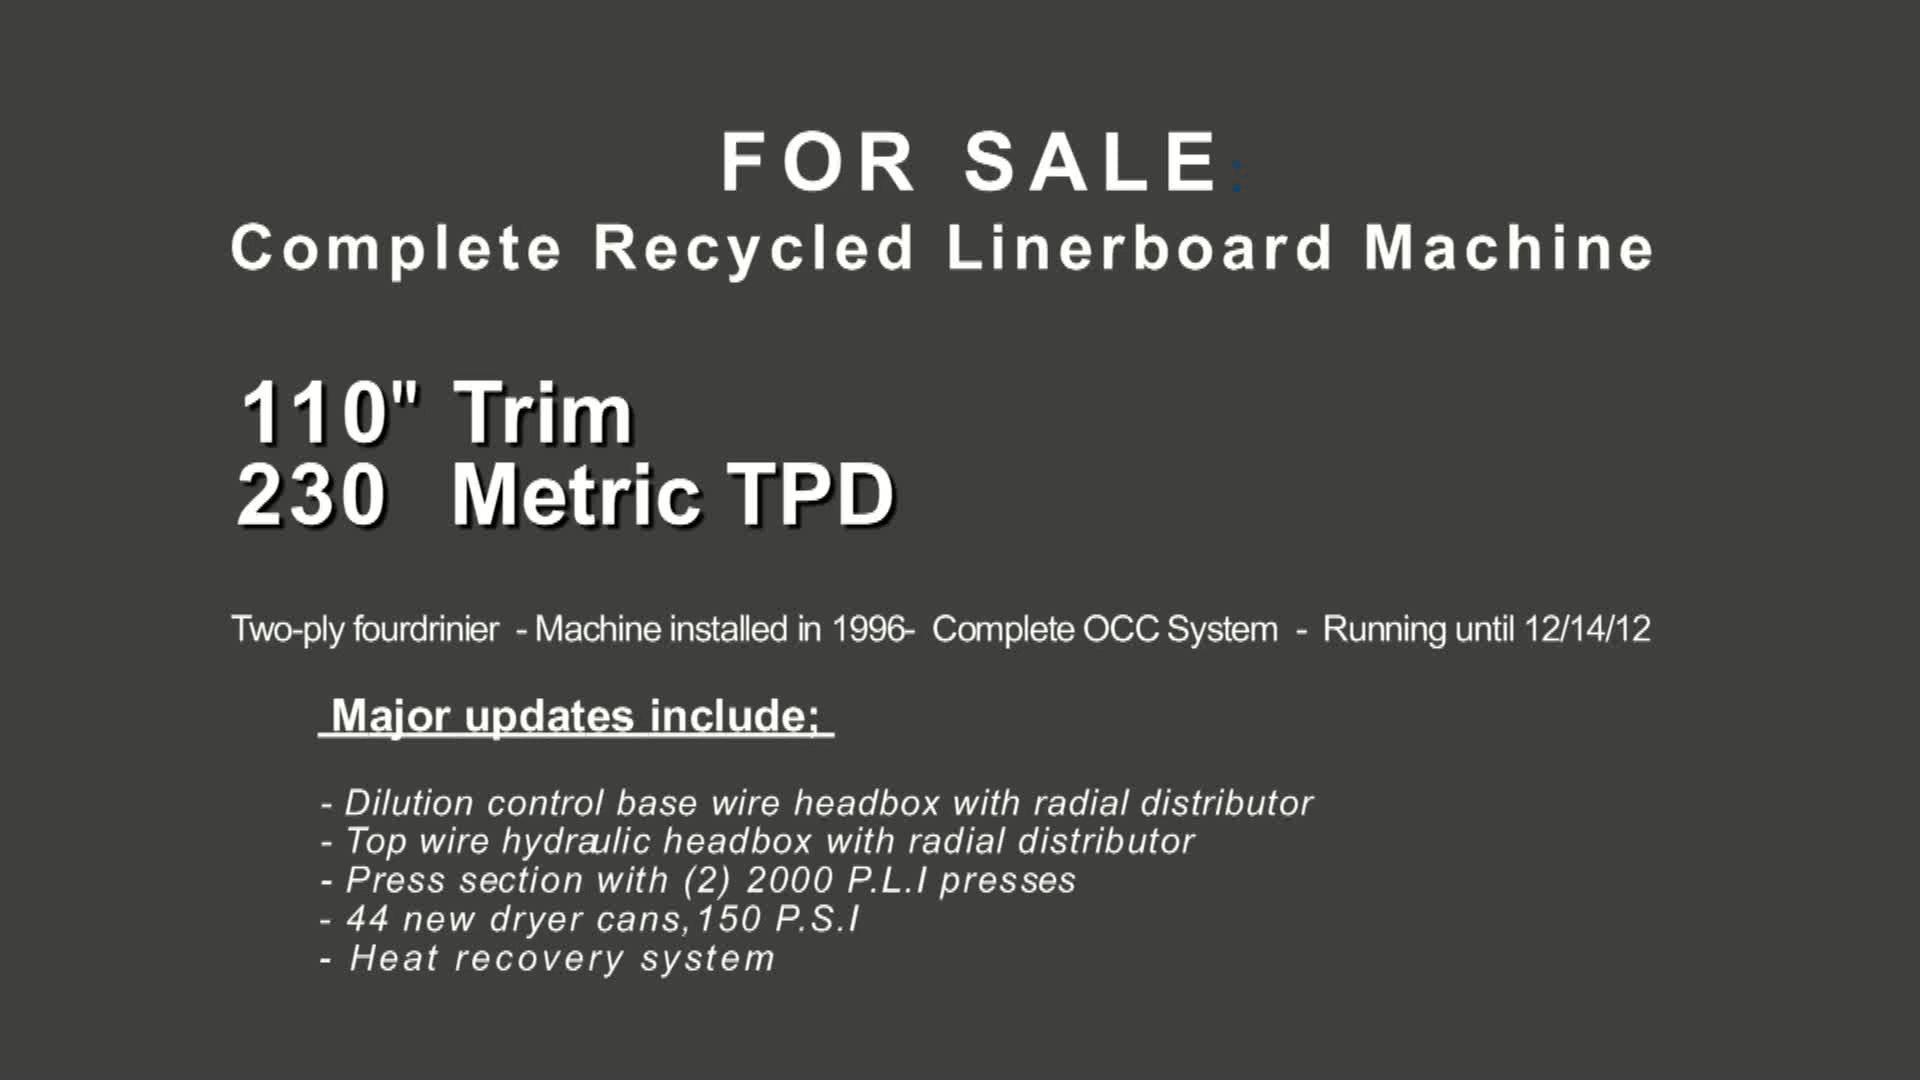 FOR SALE:
Complete Recycled Linerboard Machine
110" Trim
230 Metric TPD
Two-ply fourdrinier - Machine installed in 1996- Complete OCC System - Running until 12/14/12
Major updates include;
- Dilution control base wire headbox with radial distributor
- Top wire hydraulic headbox with radial distributor
- Press section with (2) 2000 P.L.I presses
- 44 new dryer cans,150 P.S.I
- Heat recovery system